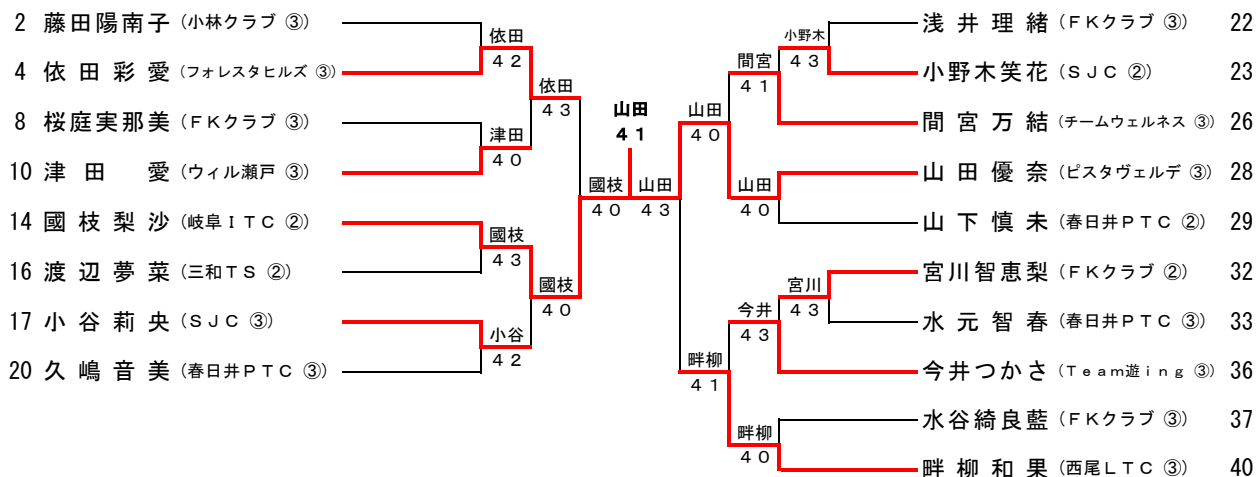 2 藤田陽南子 (小林クラブ ③)
依田
42
4 依田彩愛 (フォレスタヒルズ ③)
依田
43
8 桜庭実那美 (FKクラブ ③)
津田
40
10 津田 愛 (ウィル瀬戸 ③)
國枝
40
14 國枝梨沙 (岐阜ITC ②)
國枝
43
16 渡辺夢菜 (三和TS ②)
國枝
40
17 小谷莉央 (SJC ③)
小谷
42
20 久嶋音美 (春日井PTC ③)
山田
41
山田
43
浅井理緒 (FKクラブ ③) 22
小野木
43
小野木笑花 (SJC ②) 23
間宮
41
間宮万結 (チームウェルネス ③) 26
山田
40
山田優奈 (ピスタヴェルデ ③) 28
山田
40
山下慎未 (春日井PTC ②) 29
宮川智恵梨 (FKクラブ ②) 32
宮川
43
水元智春 (春日井PTC ③) 33
今井
43
今井つかさ (Team遊ing ③) 36
畔柳
41
水谷綺良藍 (FKクラブ ③) 37
畔柳
40
畔柳和果 (西尾LTC ③) 40